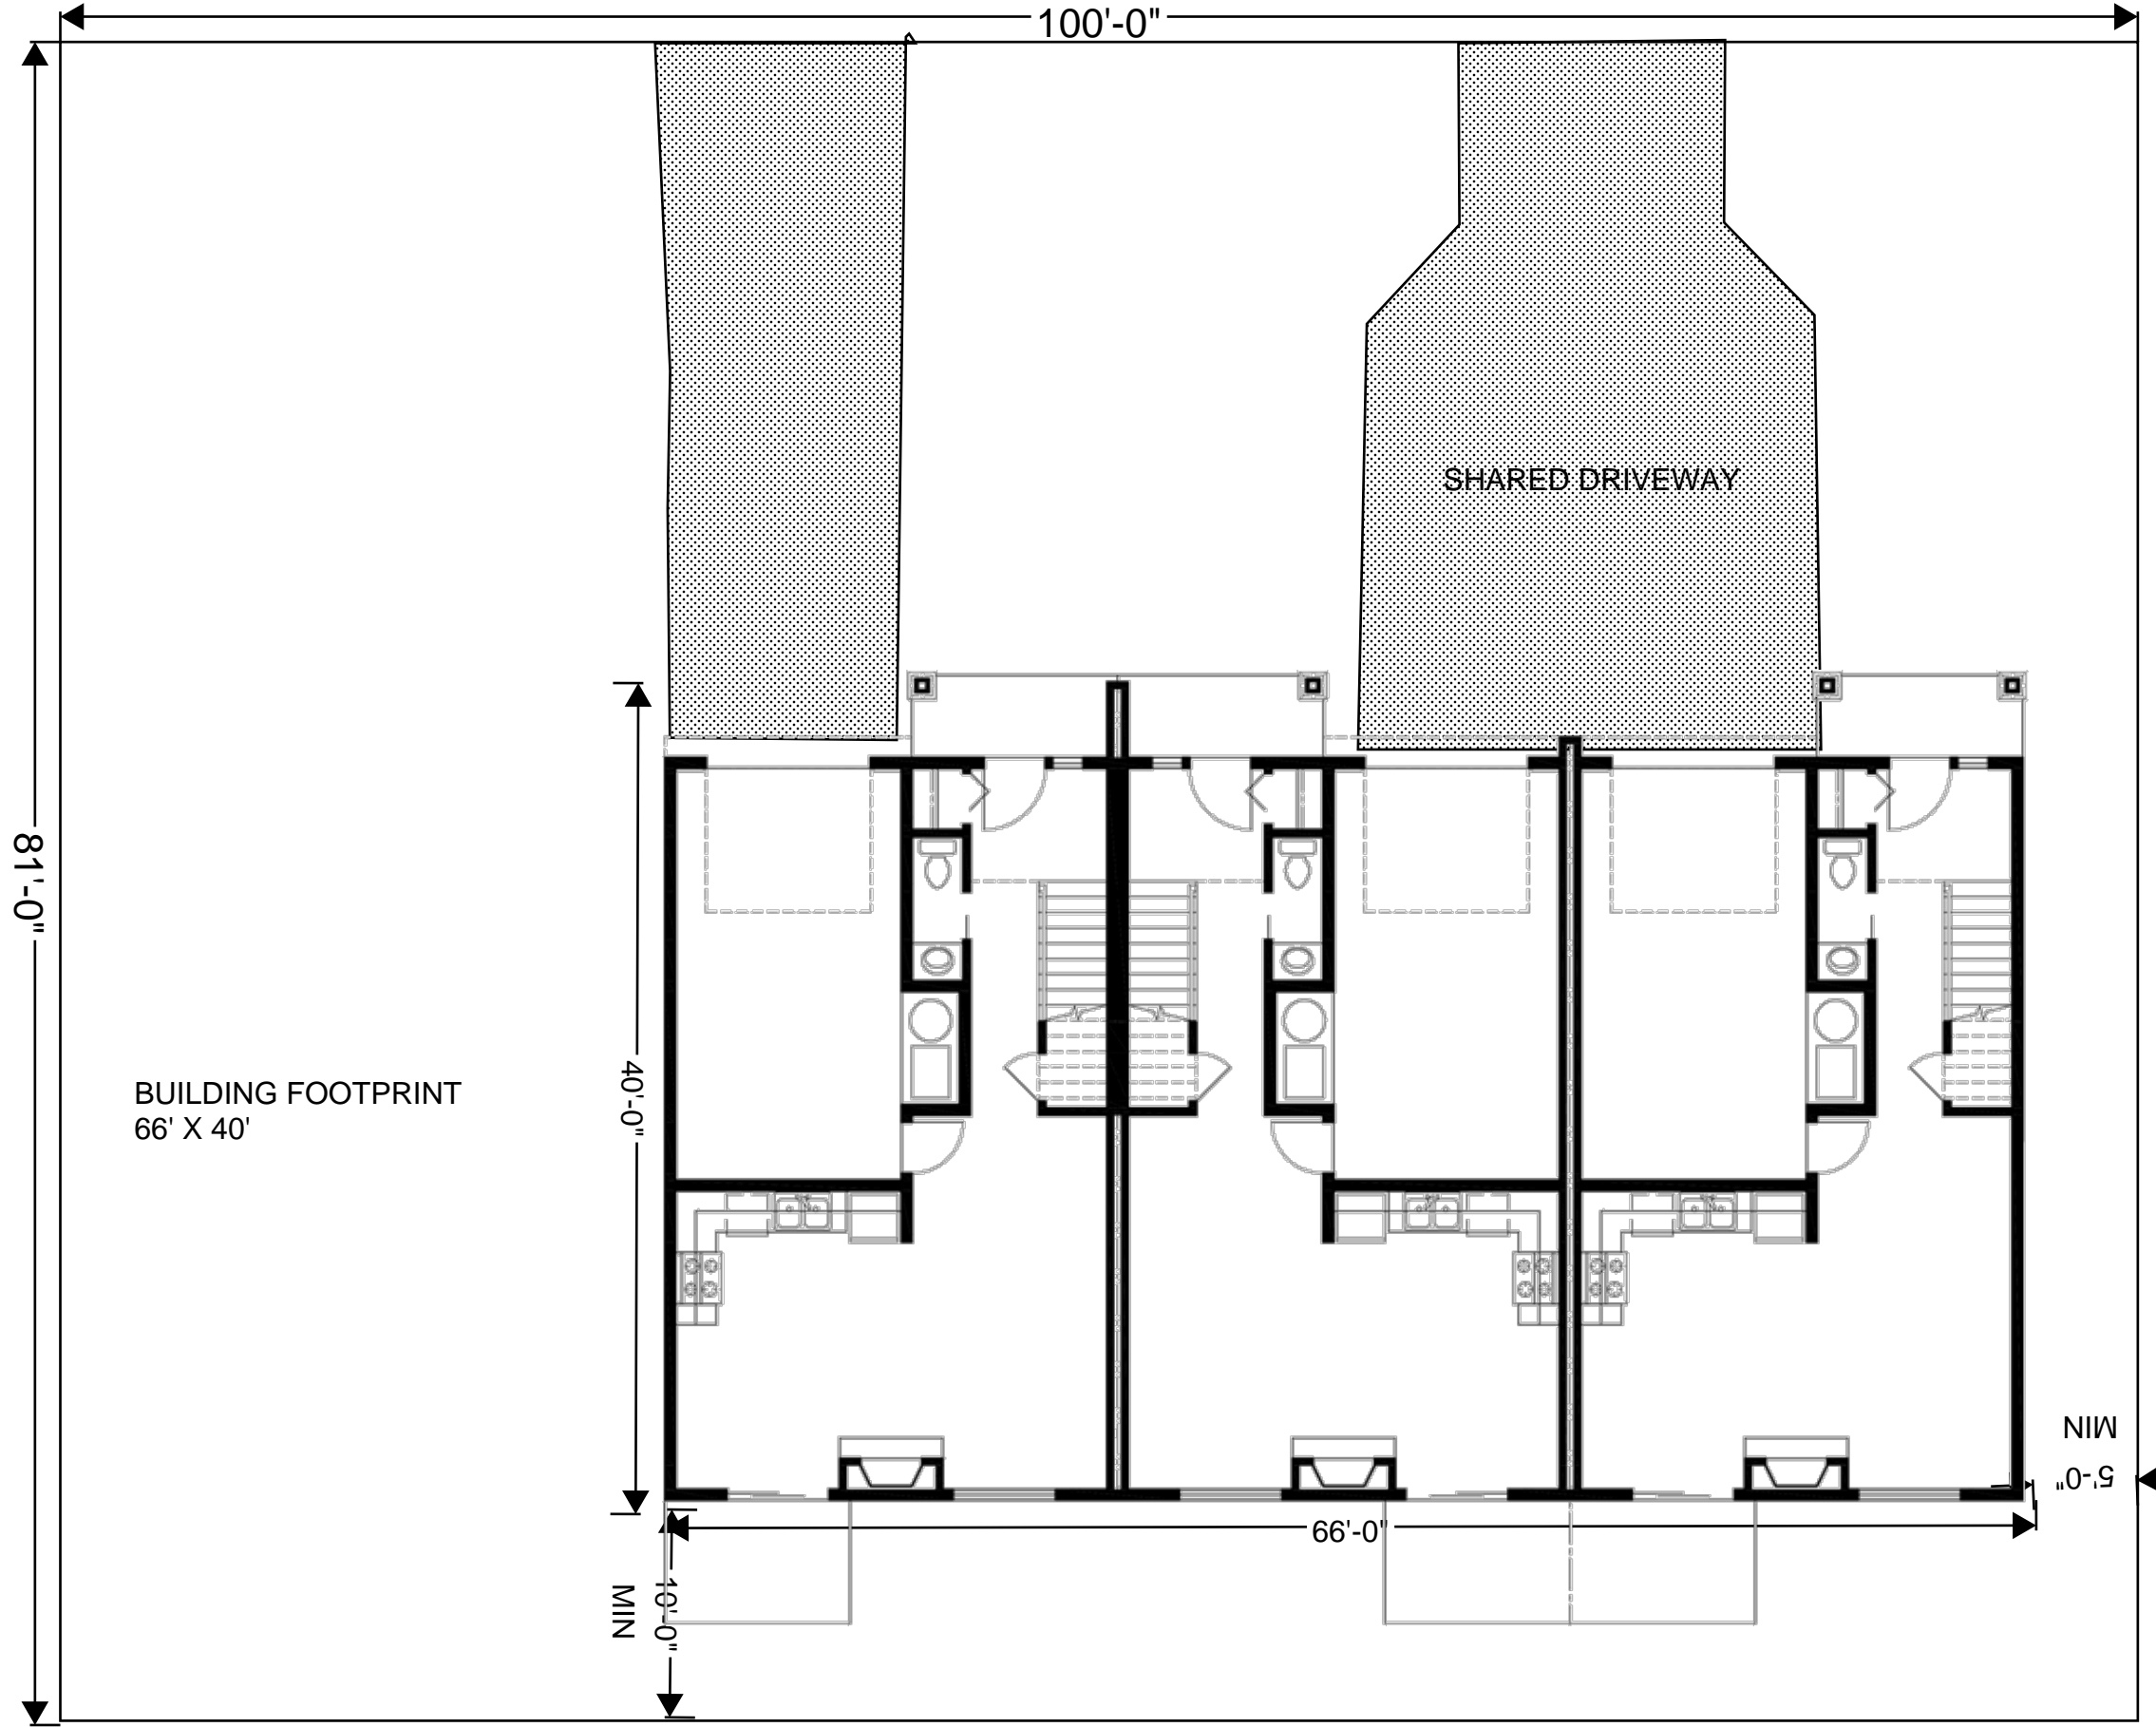 100'-0"
SHARED DRIVEWAY
81'-0"
BUILDING FOOTPRINT
66' X 40'
40'-0"
MIN
5-0"
66'-0"
10'-0"
MIN